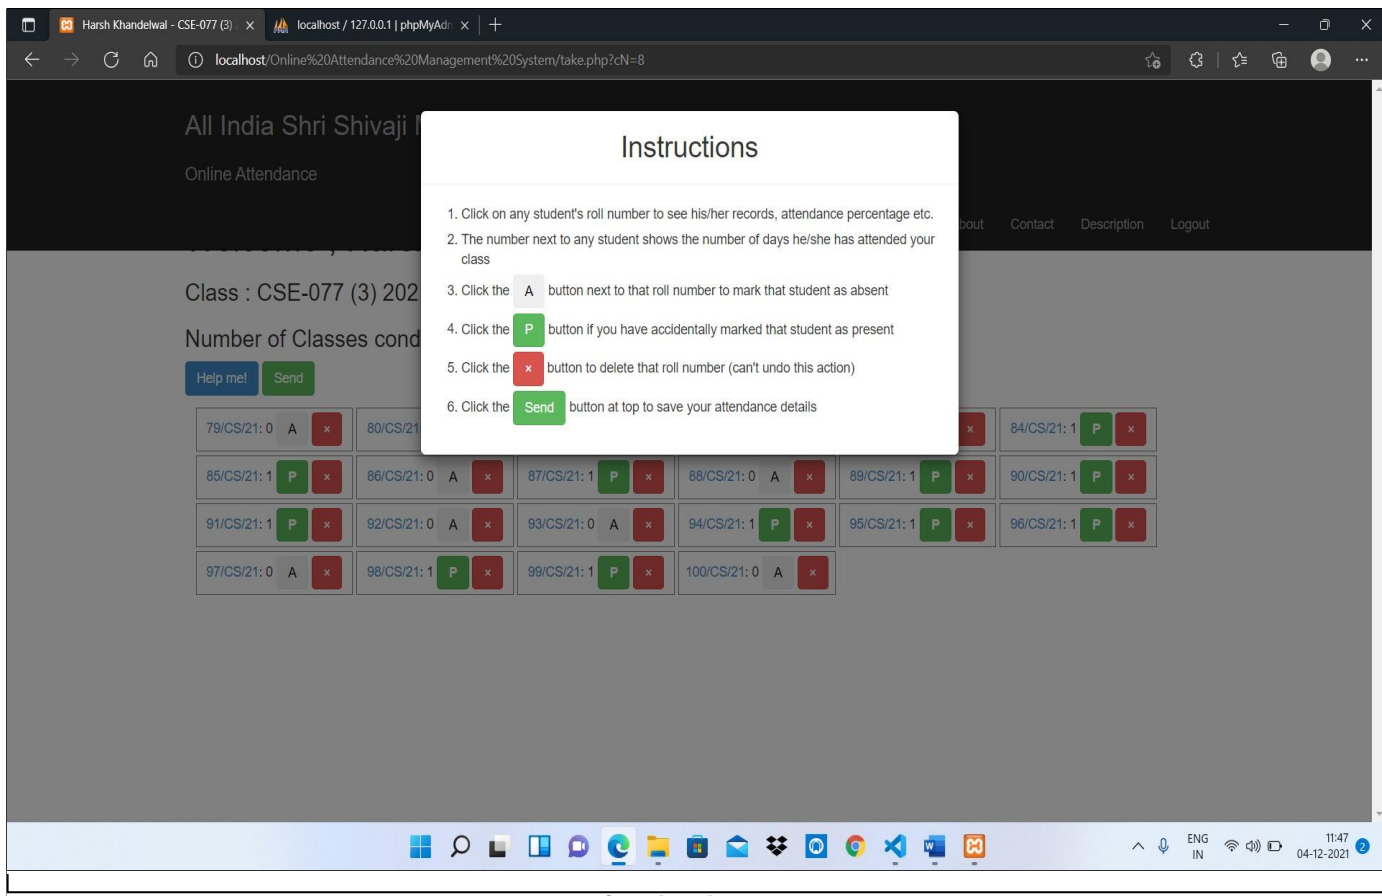 Harsh Khandelwal - CSE-077 (3)
localhost / 127.0.0.1 | phpMyAdn
localhost/Online%20Attendance%20Management%20System/take.php?cN=8
All India Shri Shivaji
Online Attendance
Contact Description Logout
Instructions
1. Click on any student's roll number to see his/her records, attendance percentage etc.
2. The number next to any student shows the number of days he/she has attended your
class
3. Click the A button next to that roll number to mark that student as absent
4. Click the P button if you have accidentally marked that student as present
5. Click the × button to delete that roll number (can't undo this action)
6. Click the Send button at top to save your attendance details
Class : CSE-077 (3) 202
Number of Classes cond
Help me! Send
79/CS/21: 0 A × 80/CS/21 × 84/CS/21: 1 P ×
85/CS/21: 1 P × 86/CS/21: 0 A × 87/CS/21: 1 P × 88/CS/21: 0 A × 89/CS/21: 1 P × 90/CS/21: 1 P ×
91/CS/21: 1 P × 92/CS/21: 0 A × 93/CS/21: 0 A × 94/CS/21: 1 P × 95/CS/21: 1 P × 96/CS/21: 1 P ×
97/CS/21: 0 A × 98/CS/21: 1 P × 99/CS/21: 1 P × 100/CS/21: 0 A ×
ENG
IN
11:47
04-12-2021
2